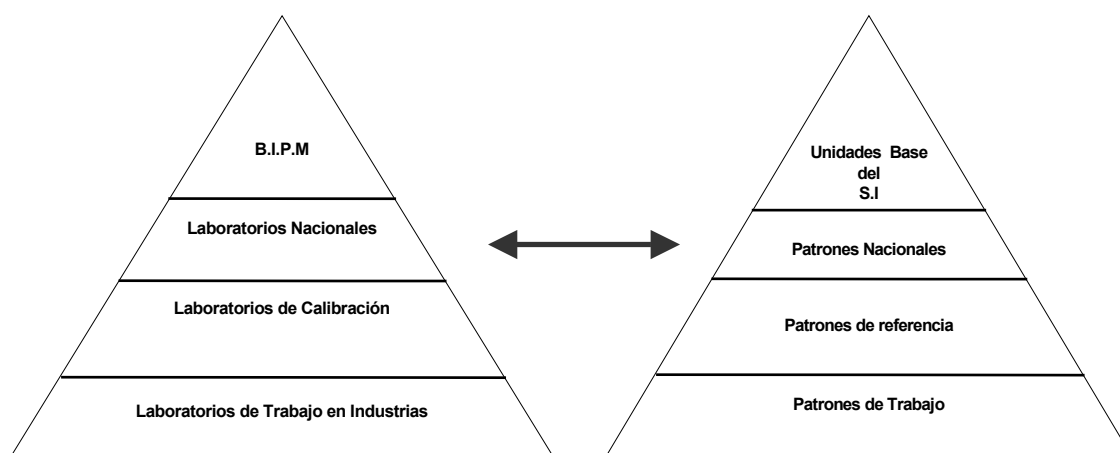 B.I.P.M
Laboratorios Nacionales
Laboratorios de Calibración
Laboratorios de Trabajo en Industrias
Unidades Base
del
S.I
Patrones Nacionales
Patrones de referencia
Patrones de Trabajo